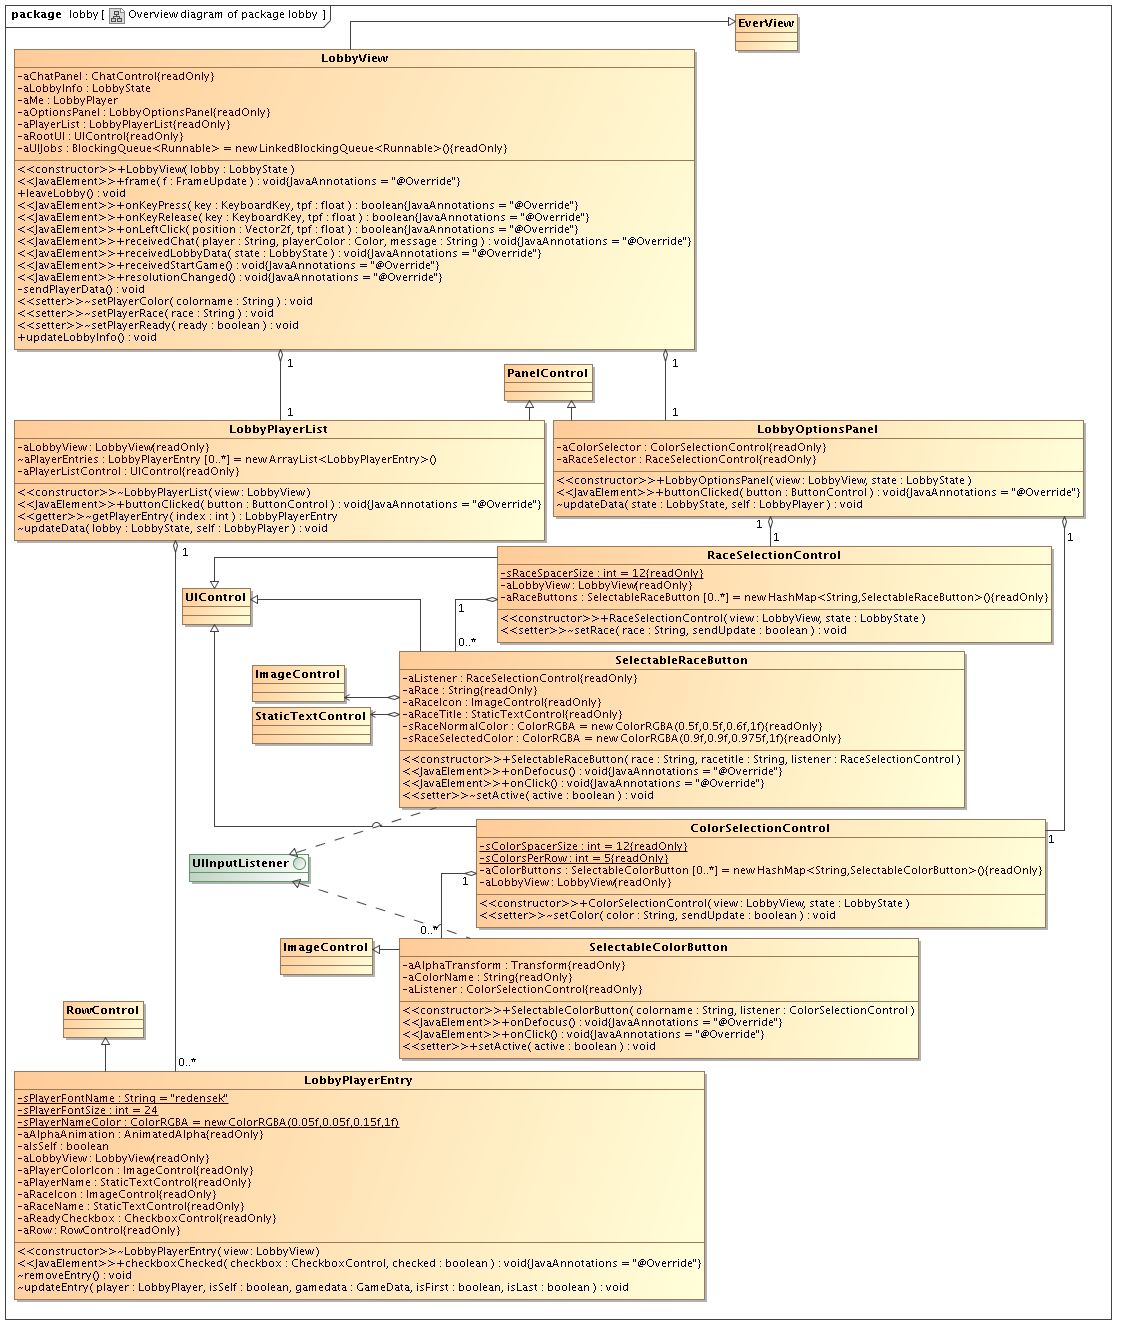 package lobby [ Overview diagram of package lobby ]
EverView
LobbyView
-aChatPanel : ChatControl{readOnly}
-aLobbyInfo : LobbyState
-aMe : LobbyPlayer
-aOptionsPanel : LobbyOptionsPanel{readOnly}
-aPlayerList : LobbyPlayerList{readOnly}
-aRootUI : UIControl{readOnly}
-aUIJobs : BlockingQueue<Runnable> = new LinkedBlockingQueue<Runnable>(){readOnly}
<<constructor>>+LobbyView( lobby : LobbyState )
<<JavaElement>>+frame( f : FrameUpdate ) : void{JavaAnnotations = "@Override"}
+leaveLobby() : void
<<JavaElement>>+onKeyPress( key : KeyboardKey, tpf : float ) : boolean{JavaAnnotations = "@Override"}
<<JavaElement>>+onKeyRelease( key : KeyboardKey, tpf : float ) : boolean{JavaAnnotations = "@Override"}
<<JavaElement>>+onLeftClick( position : Vector2f, tpf : float ) : boolean{JavaAnnotations = "@Override"}
<<JavaElement>>+receivedChat( player : String, playerColor : Color, message : String ) : void{JavaAnnotations = "@Override"}
<<JavaElement>>+receivedLobbyData( state : LobbyState ) : void{JavaAnnotations = "@Override"}
<<JavaElement>>+receivedStartGame() : void{JavaAnnotations = "@Override"}
<<JavaElement>>+resolutionChanged() : void{JavaAnnotations = "@Override"}
-sendPlayerData() : void
<<setter>>~setPlayerColor( colorname : String ) : void
<<setter>>~setPlayerRace( race : String ) : void
<<setter>>~setPlayerReady( ready : boolean ) : void
+updateLobbyInfo() : void
1
1
PanelControl
1
1
LobbyPlayerList
-aLobbyView : LobbyView{readOnly}
~aPlayerEntries : LobbyPlayerEntry [0..*] = new ArrayList<LobbyPlayerEntry>()
-aPlayerListControl : UIControl{readOnly}
<<constructor>>~LobbyPlayerList( view : LobbyView )
<<JavaElement>>+buttonClicked( button : ButtonControl ) : void{JavaAnnotations = "@Override"}
<<getter>>~getPlayerEntry( index : int ) : LobbyPlayerEntry
~updateData( lobby : LobbyState, self : LobbyPlayer ) : void
LobbyOptionsPanel
-aColorSelector : ColorSelectionControl{readOnly}
-aRaceSelector : RaceSelectionControl{readOnly}
<<constructor>>+LobbyOptionsPanel( view : LobbyView, state : LobbyState )
<<JavaElement>>+buttonClicked( button : ButtonControl ) : void{JavaAnnotations = "@Override"}
~updateData( state : LobbyState, self : LobbyPlayer ) : void
1
1
1
1
RaceSelectionControl
-sRaceSpacerSize : int = 12{readOnly}
-aLobbyView : LobbyView{readOnly}
-aRaceButtons : SelectableRaceButton [0..*] = new HashMap<String,SelectableRaceButton>(){readOnly}
<<constructor>>+RaceSelectionControl( view : LobbyView, state : LobbyState )
<<setter>>~setRace( race : String, sendUpdate : boolean ) : void
UIControl
1
0..*
ImageControl
StaticTextControl
SelectableRaceButton
-aListener : RaceSelectionControl{readOnly}
-aRace : String{readOnly}
-aRaceIcon : ImageControl{readOnly}
-aRaceTitle : StaticTextControl{readOnly}
-sRaceNormalColor : ColorRGBA = new ColorRGBA(0.5f,0.5f,0.6f,1f){readOnly}
-sRaceSelectedColor : ColorRGBA = new ColorRGBA(0.9f,0.9f,0.975f,1f){readOnly}
<<constructor>>+SelectableRaceButton( race : String, racetitle : String, listener : RaceSelectionControl )
<<JavaElement>>+onDefocus() : void{JavaAnnotations = "@Override"}
<<JavaElement>>+onClick() : void{JavaAnnotations = "@Override"}
<<setter>>~setActive( active : boolean ) : void
ColorSelectionControl
-sColorSpacerSize : int = 12{readOnly}
-sColorsPerRow : int = 5{readOnly}
-aColorButtons : SelectableColorButton [0..*] = new HashMap<String,SelectableColorButton>(){readOnly}
-aLobbyView : LobbyView{readOnly}
<<constructor>>+ColorSelectionControl( view : LobbyView, state : LobbyState )
<<setter>>~setColor( color : String, sendUpdate : boolean ) : void
1
UIInputListener
1
0..*
ImageControl
SelectableColorButton
-aAlphaTransform : Transform{readOnly}
-aColorName : String{readOnly}
-aListener : ColorSelectionControl{readOnly}
<<constructor>>+SelectableColorButton( colorname : String, listener : ColorSelectionControl )
<<JavaElement>>+onDefocus() : void{JavaAnnotations = "@Override"}
<<JavaElement>>+onClick() : void{JavaAnnotations = "@Override"}
<<setter>>+setActive( active : boolean ) : void
RowControl
0..*
LobbyPlayerEntry
-sPlayerFontName : String = "redensek"
-sPlayerFontSize : int = 24
-sPlayerNameColor : ColorRGBA = new ColorRGBA(0.05f,0.05f,0.15f,1f)
-aAlphaAnimation : AnimatedAlpha{readOnly}
-aIsSelf : boolean
-aLobbyView : LobbyView{readOnly}
-aPlayerColorIcon : ImageControl{readOnly}
-aPlayerName : StaticTextControl{readOnly}
-aRaceIcon : ImageControl{readOnly}
-aRaceName : StaticTextControl{readOnly}
-aReadyCheckbox : CheckboxControl{readOnly}
-aRow : RowControl{readOnly}
<<constructor>>~LobbyPlayerEntry( view : LobbyView )
<<JavaElement>>+checkboxChecked( checkbox : CheckboxControl, checked : boolean ) : void{JavaAnnotations = "@Override"}
~removeEntry() : void
~updateEntry( player : LobbyPlayer, isSelf : boolean, gamedata : GameData, isFirst : boolean, isLast : boolean ) : void